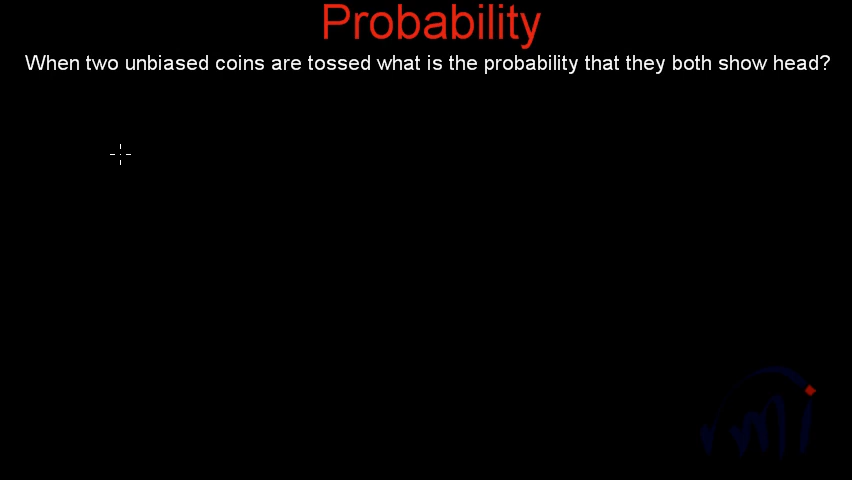 Probability
When two unbiased coins are tossed what is the probability that they both show head?